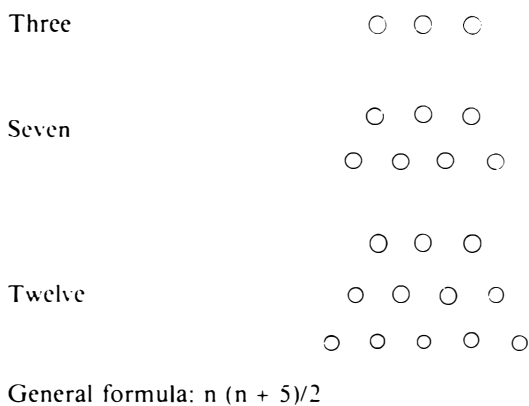 Three
Seven
Twelve
General formula: n (n + 5)/2